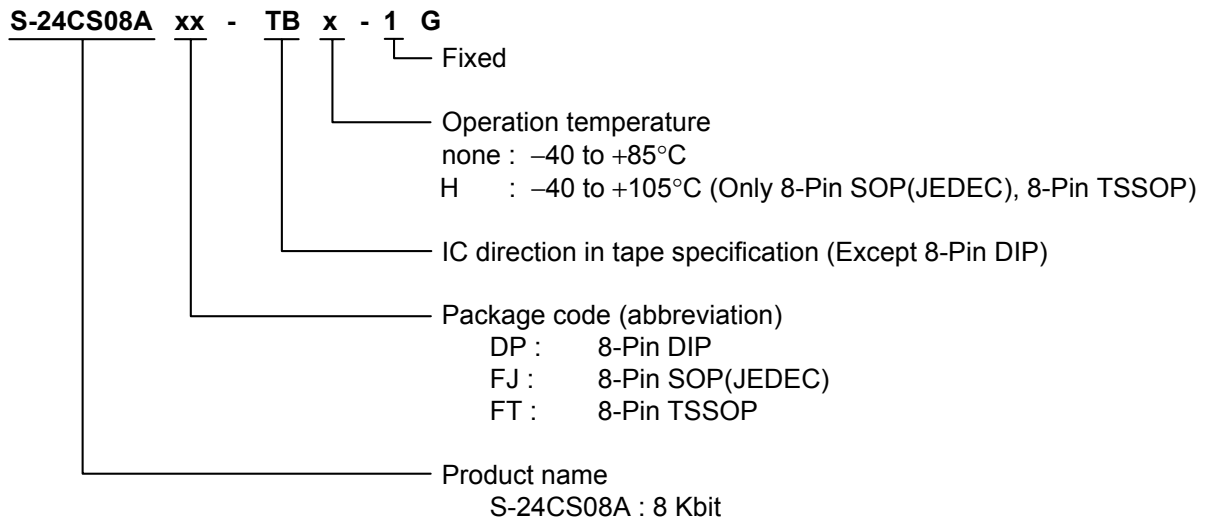 S-24CS08A xx - TB x - 1 G
Fixed
Operation temperature
none : −40 to +85°C
H : −40 to +105°C (Only 8-Pin SOP(JEDEC), 8-Pin TSSOP)
IC direction in tape specification (Except 8-Pin DIP)
Package code (abbreviation)
DP : 8-Pin DIP
FJ : 8-Pin SOP(JEDEC)
FT : 8-Pin TSSOP
Product name
S-24CS08A : 8 Kbit